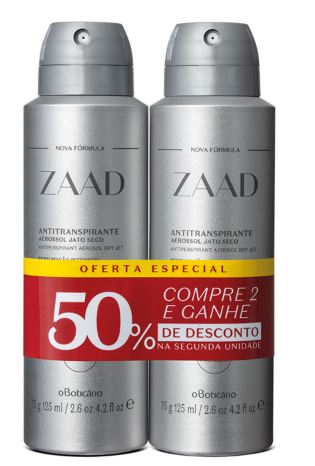 NOVA FÓRMULA
ZAAD
ANTITRANSPIRANTE
AEROSSOL JATO SECO
ANTIPERSPIRANT AEROSOL DRY JET
NOVA FÓRMULA
ZAAD
ANTITRANSPIRANTE
AEROSSOL JATO SECO
ANTIPERSPIRANT AEROSOL DRY JET
OFERTA ESPECIAL
50%
COMPRE 2
E GANHE
DE DESCONTO
NA SEGUNDA UNIDADE
oBoticário
75 g 125 ml / 2.6 oz 4.2 fl oz
oBoticário
75 g 125 ml / 2.6 oz 4.2 fl oz